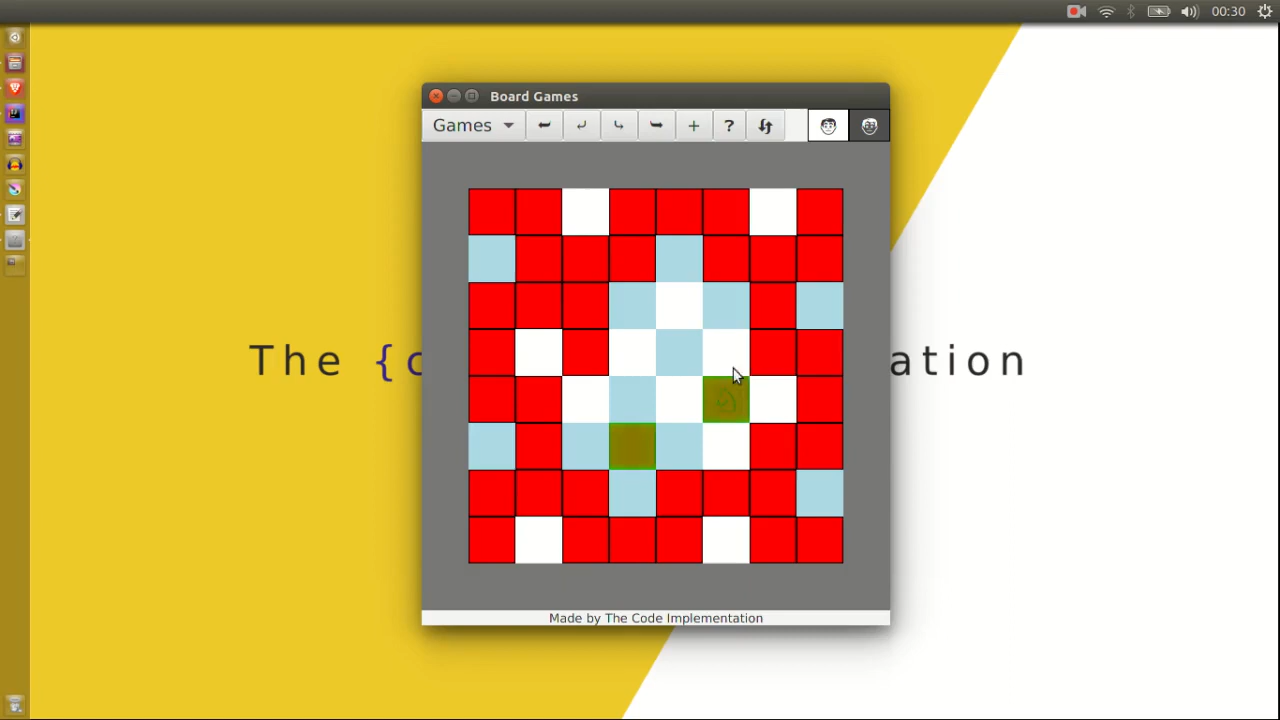 00:30
Board Games
Games + ?
The { ation
Made by The Code Implementation